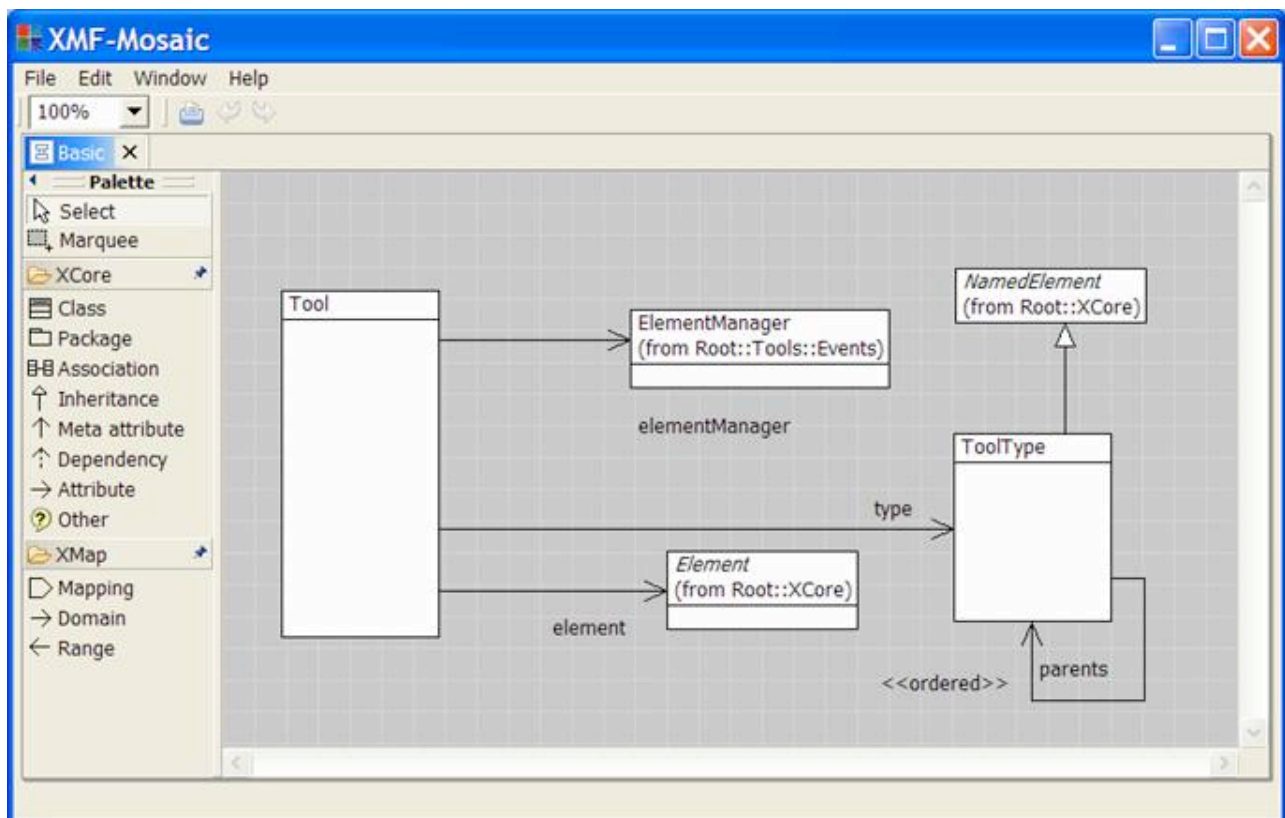 XMF-Mosaic
File Edit Window Help
100%
Basic
Palette
Select
Marquee
XCore
Class
Package
Association
Inheritance
Meta attribute
Dependency
Attribute
Other
XMap
Mapping
Domain
Range
Tool
ElementManager
(from Root::Tools::Events)
elementManager
NamedElement
(from Root::XCore)
ToolType
type
Element
(from Root::XCore)
element
<<ordered>>
parents